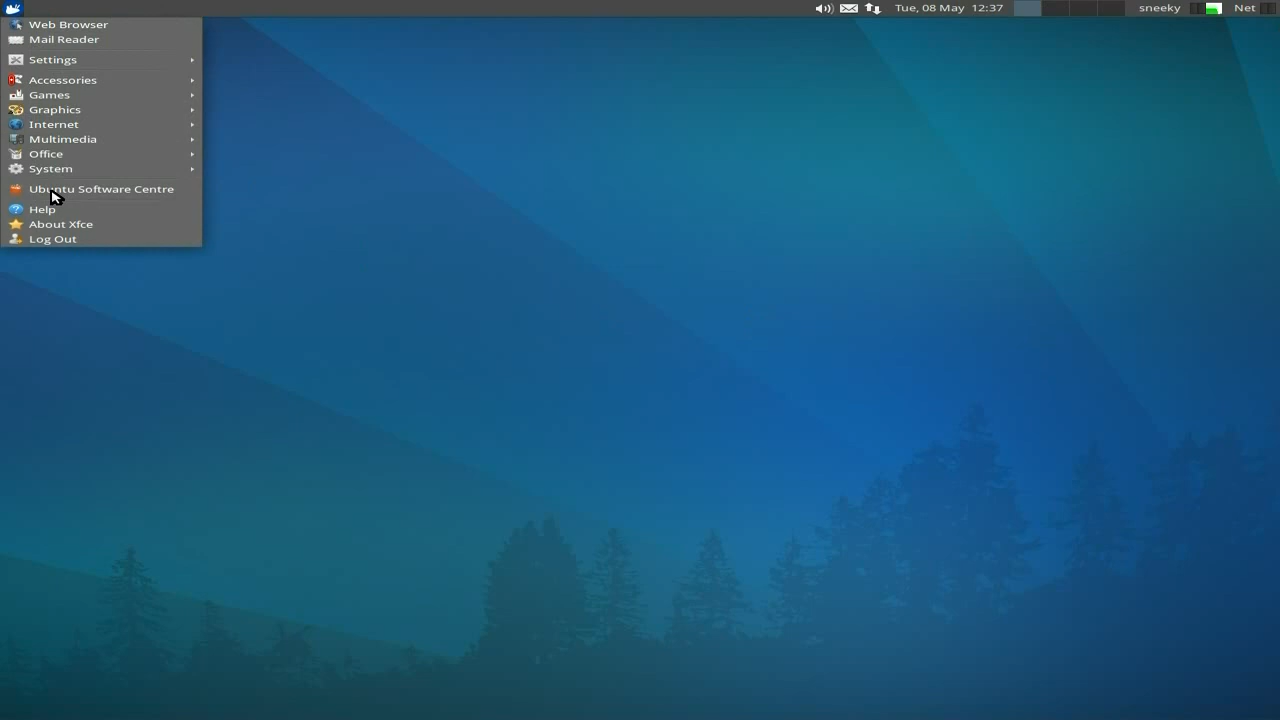 Tue, 08 May 12:37
sneeky
Net
Web Browser
Mail Reader
Settings
Accessories
Games
Graphics
Internet
Multimedia
Office
System
Ubuntu Software Centre
Help
About Xfce
Log Out